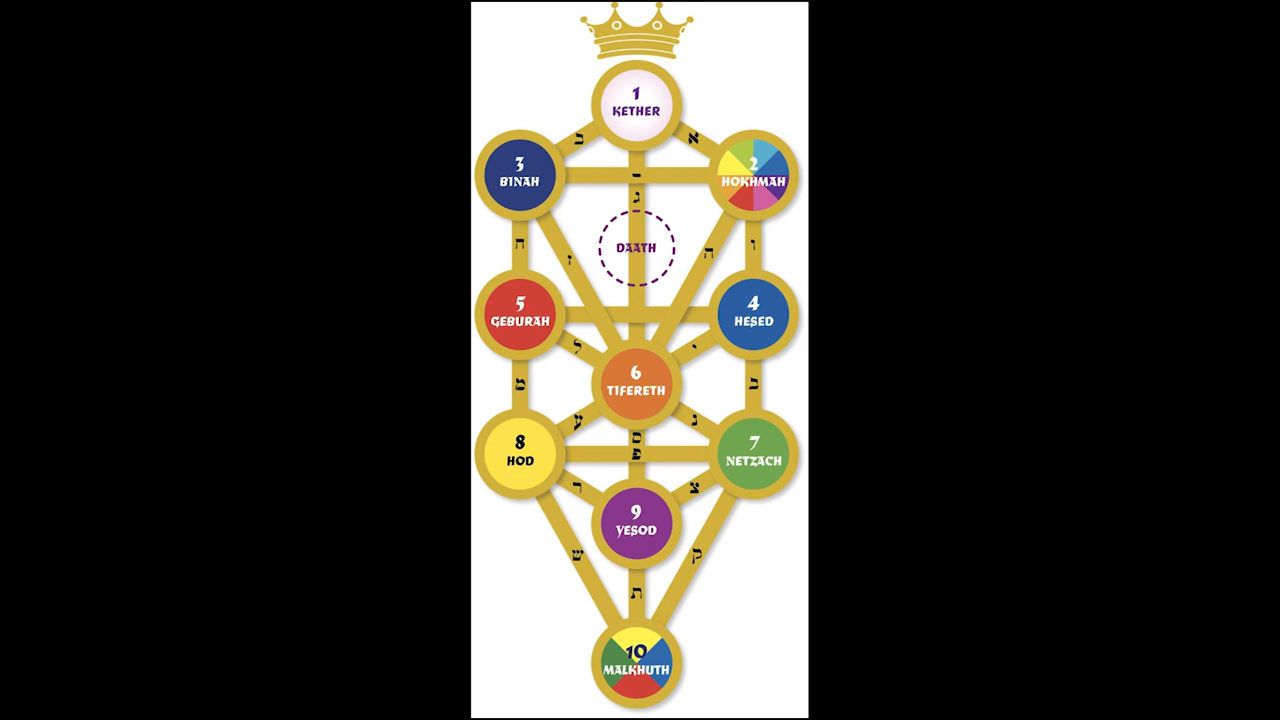 1
KETHER
א
3
BINAH
2
HOKHMAH
ג
DAATH
ח
ו
ה
5
GEBURAH
4
HESED
ל
י
6
TIFERETH
8
HOD
7
NETZACH
ס
9
YESOD
ש
ק
ת
10
MALKHUTH